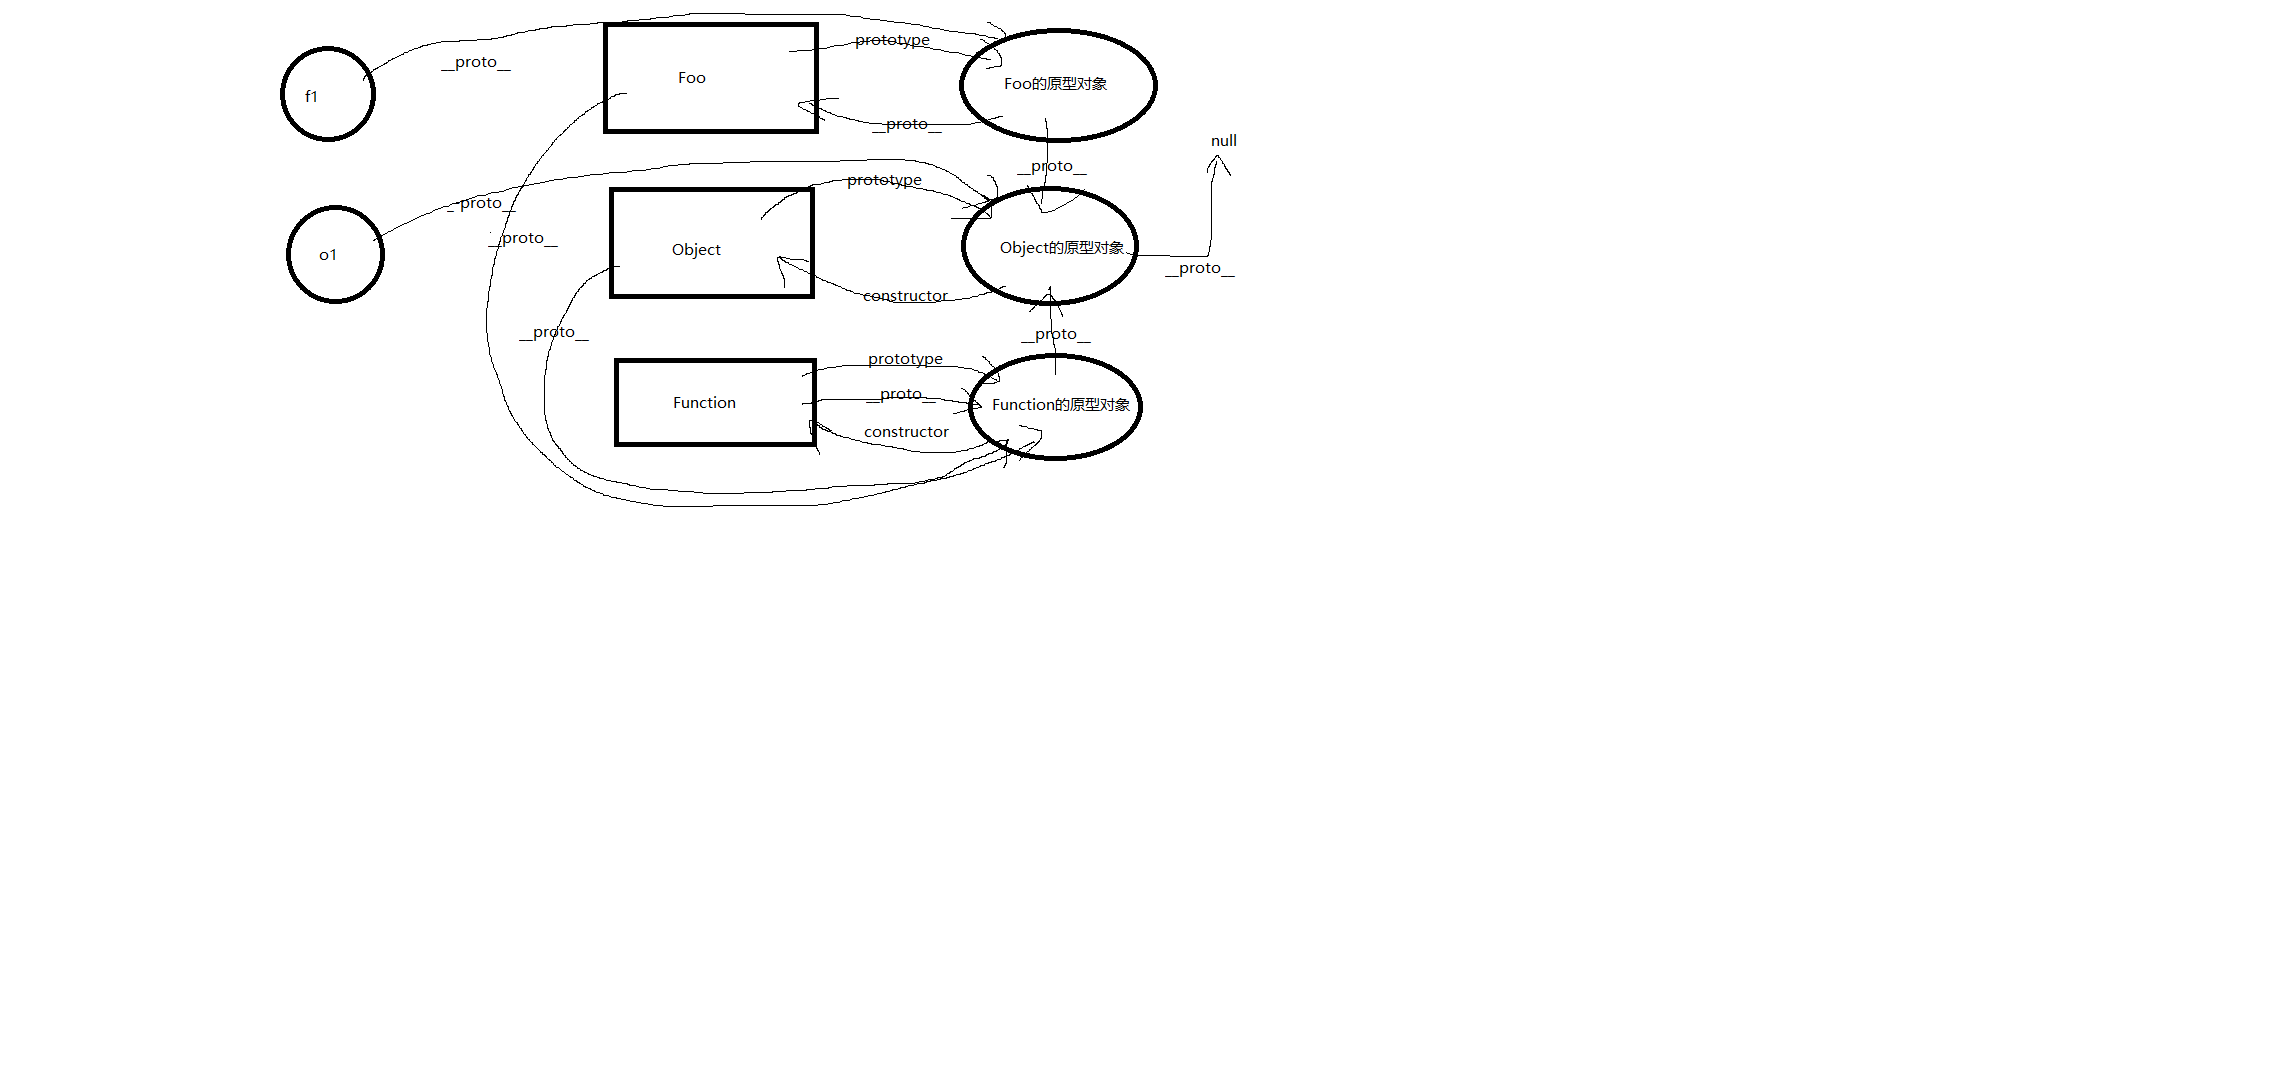 prototype
__proto__
Foo
Foo的原型对象
f1
__proto__
null
__proto__
prototype
_ -proto__
__proto__
Object
Object的原型对象
o1
__proto__
constructor
__proto__
__proto__
prototype
__proto__
Function
Function的原型对象
constructor